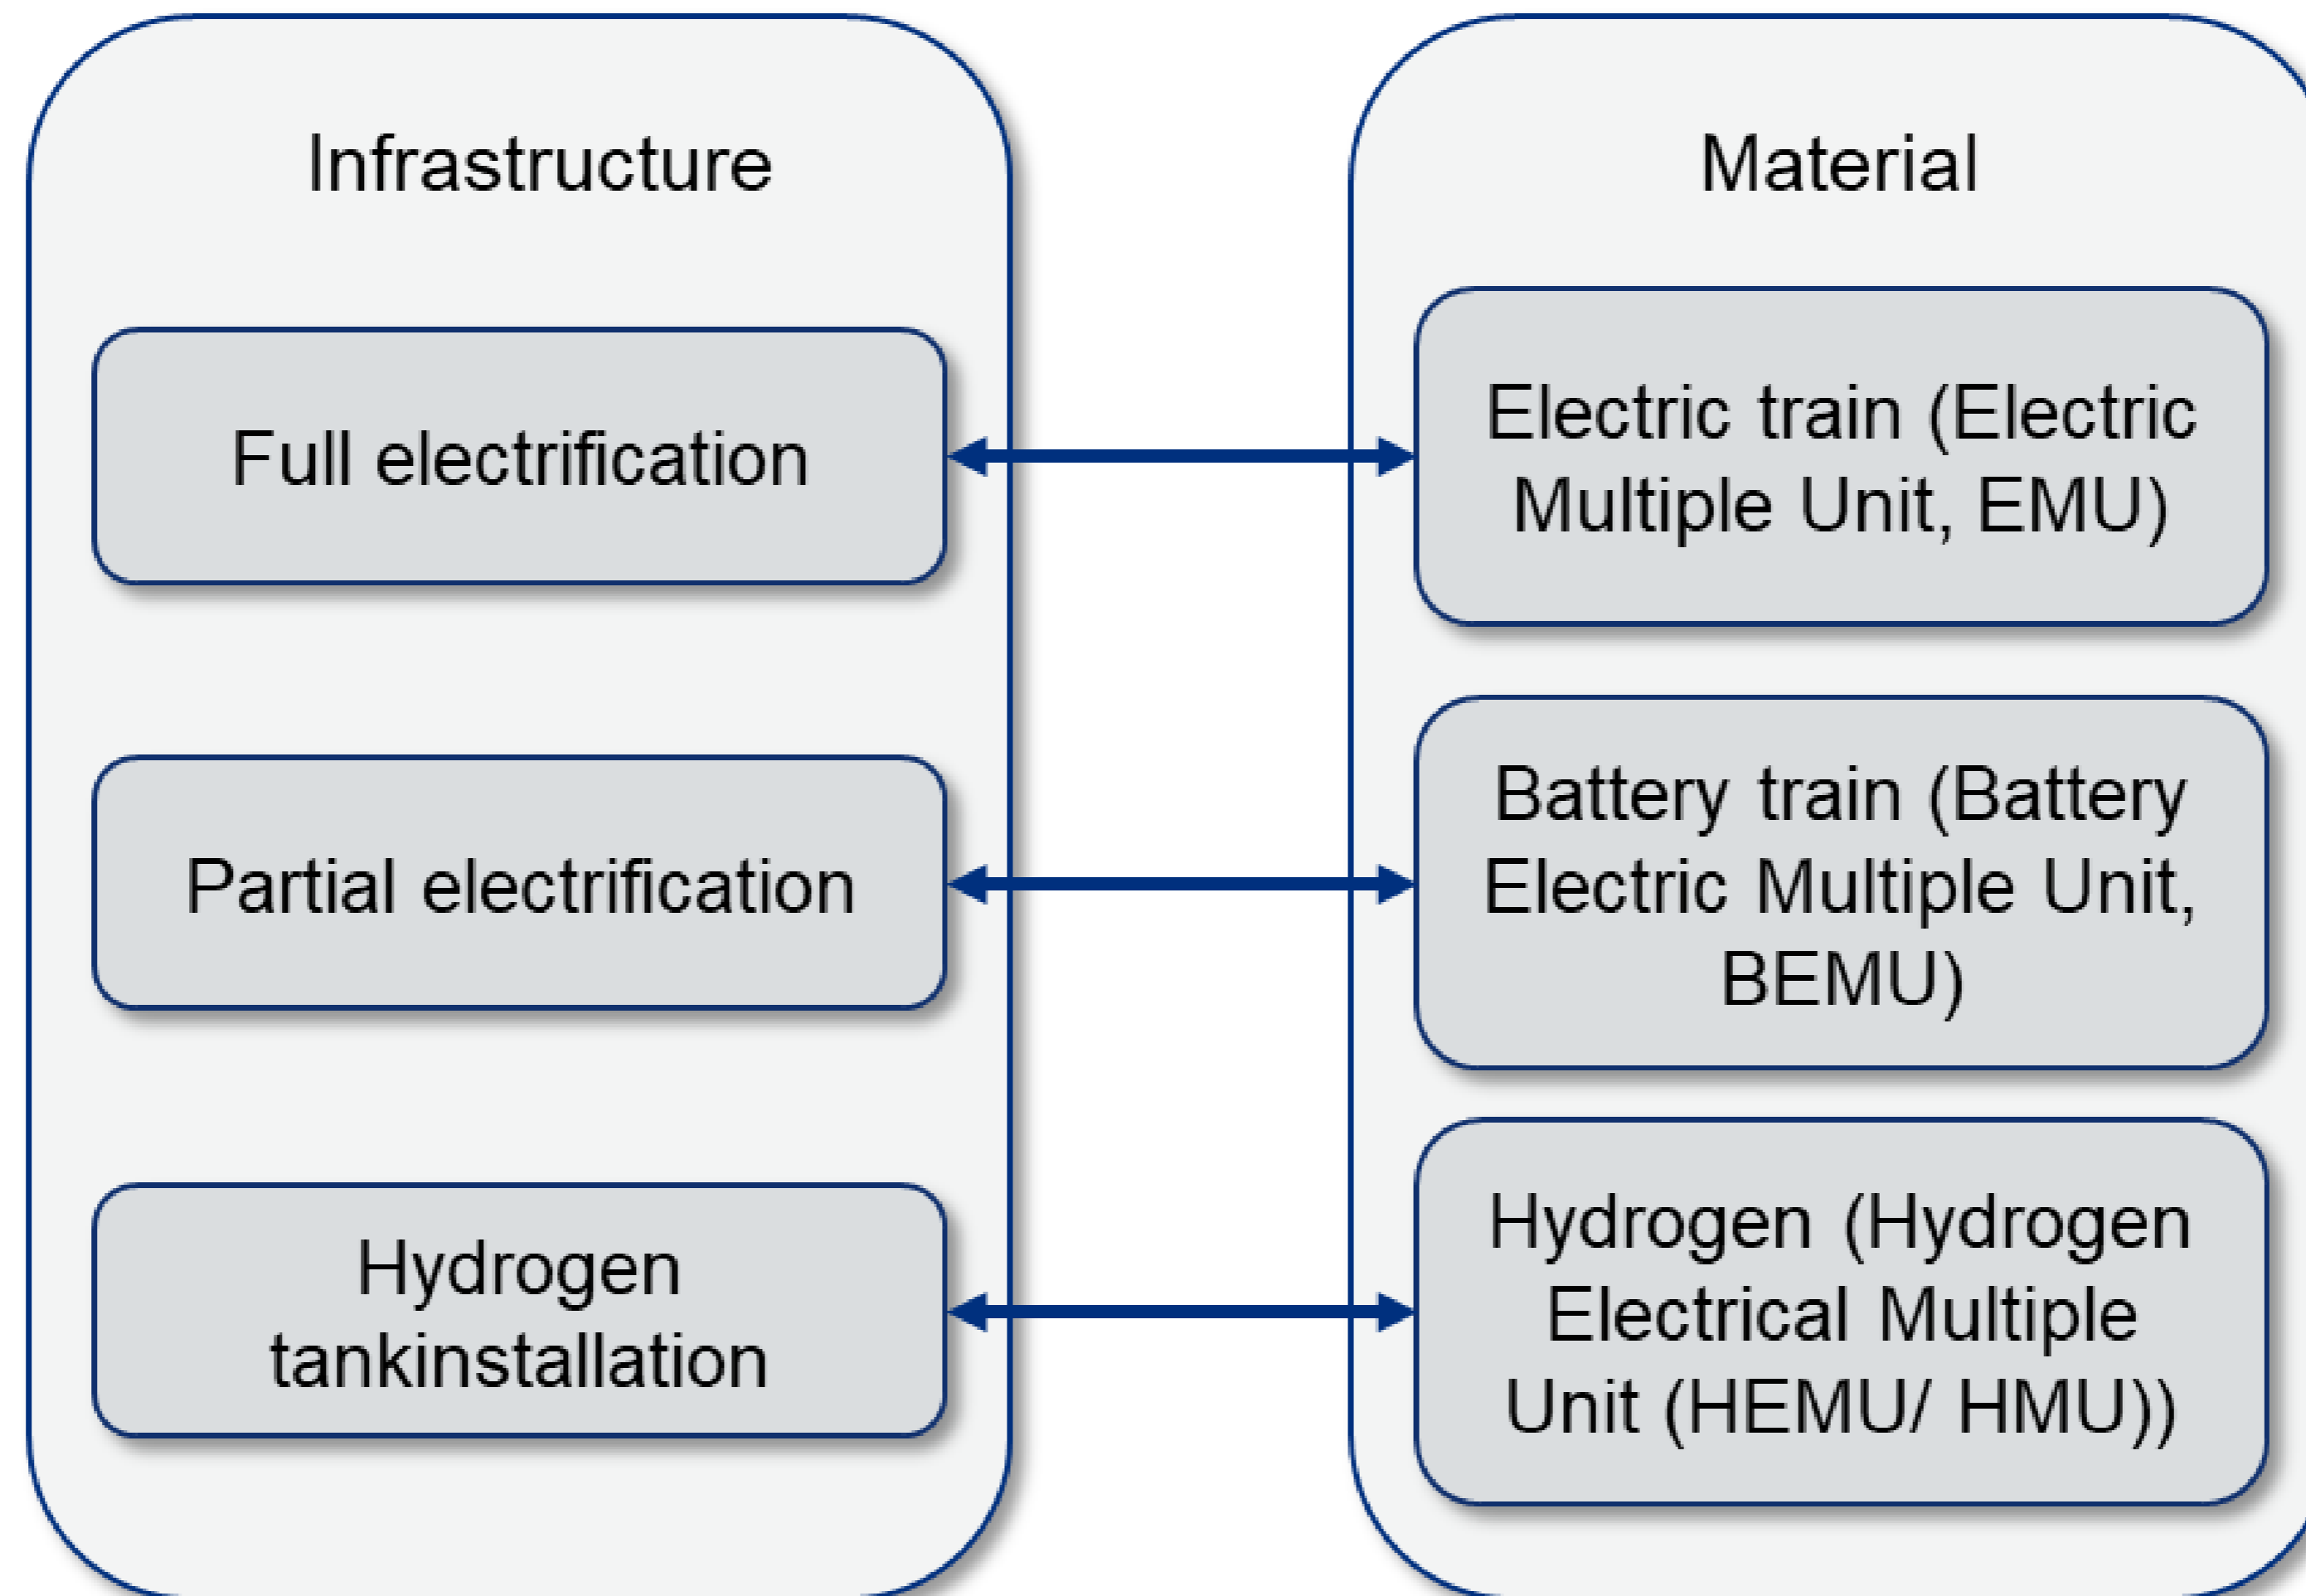 Infrastructure
Full electrification
Partial electrification
Hydrogen
tankinstallation
Material
Electric train (Electric
Multiple Unit, EMU)
Battery train (Battery
Electric Multiple Unit,
BEMU)
Hydrogen (Hydrogen
Electrical Multiple
Unit (HEMU/ HMU))